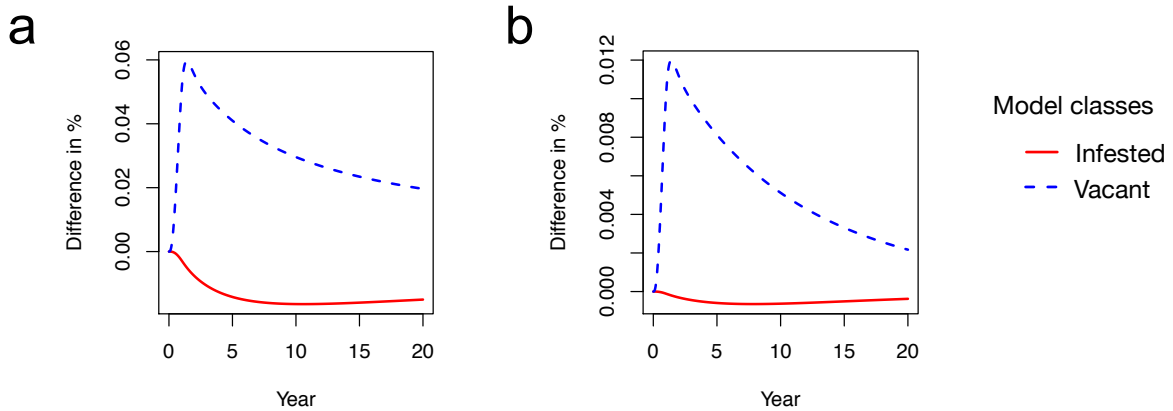 a
Difference in %
0.06
0.04
0.02
0.00
0 5 10 15 20
Year
b
Difference in %
0.012
0.008
0.004
0.000
0 5 10 15 20
Year
Model classes
Infested
Vacant